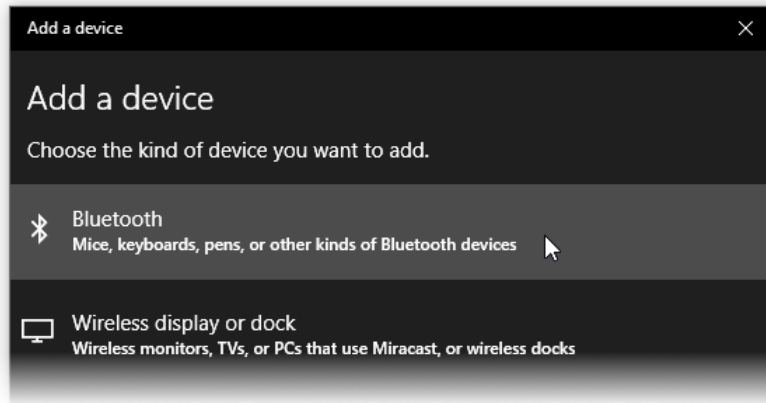 Add a device
Add a device
Choose the kind of device you want to add.
Bluetooth
Mice, keyboards, pens, or other kinds of Bluetooth devices
Wireless display or dock
Wireless monitors, TVs, or PCs that use Miracast, or wireless docks